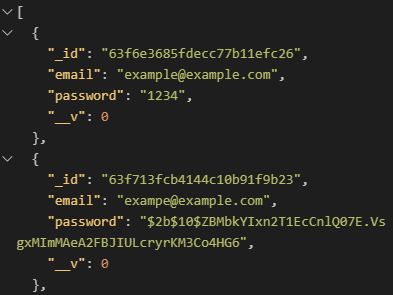 [
{
"_id": "63f6e3685fdecc77b11efc26",
"email": "example@example.com",
"password": "1234",
"__v": 0
},
{
"_id": "63f713fcb4144c10b91f9b23",
"email": "exampe@example.com",
"password": "$2b$10$ZBMbkYIxn2T1EcCnlQ07E.Vs
gxMImMAeA2FBJIULcryrKM3Co4HG6",
"__v": 0
},